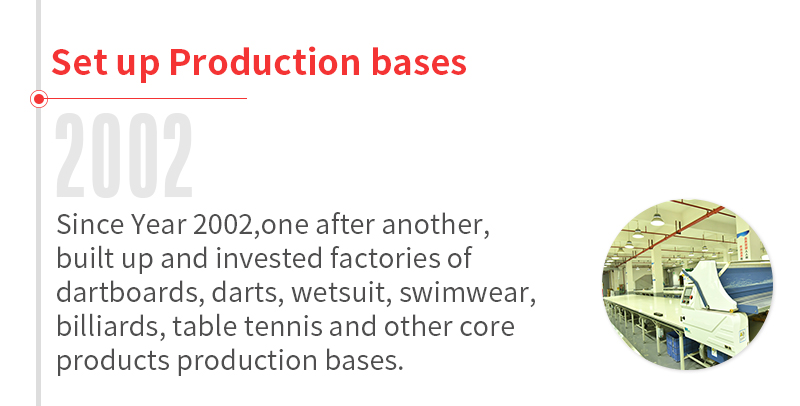 Set up Production bases
2002
Since Year 2002,one after another,
built up and invested factories of
dartboards, darts, wetsuit, swimwear,
billiards, table tennis and other core
products production bases.